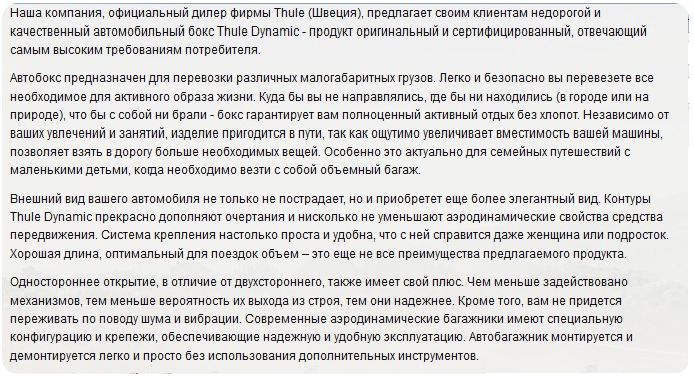 Наша компания, официальный дилер фирмы Thule (Швеция), предлагает своим клиентам недорогой и
качественный автомобильный бокс Thule Dynamic - продукт оригинальный и сертифицированный, отвечающий
самым высоким требованиям потребителя.
Автобокс предназначен для перевозки различных малогабаритных грузов. Легко и безопасно вы перевезете все
необходимое для активного образа жизни. Куда бы вы не направлялись, где бы ни находились (в городе или на
природе), что бы с собой ни брали - бокс гарантирует вам полноценный активный отдых без хлопот. Независимо от
ваших увлечений и занятий, изделие пригодится в пути, так как ощутимо увеличивает вместимость вашей машины,
позволяет взять в дорогу больше необходимых вещей. Особенно это актуально для семейных путешествий с
маленькими детьми, когда необходимо везти с собой объемный багаж.
Внешний вид вашего автомобиля не только не пострадает, но и приобретет еще более элегантный вид. Контуры
Thule Dynamic прекрасно дополняют очертания и нисколько не уменьшают аэродинамические свойства средства
передвижения. Система крепления настолько проста и удобна, что с ней справится даже женщина или подросток.
Хорошая длина, оптимальный для поездок объем – это еще не все преимущества предлагаемого продукта.
Одностороннее открытие, в отличие от двухстороннего, также имеет свой плюс. Чем меньше задействовано
механизмов, тем меньше вероятность их выхода из строя, тем они надежнее. Кроме того, вам не придется
переживать по поводу шума и вибрации. Современные аэродинамические багажники имеют специальную
конфигурацию и крепежи, обеспечивающие надежную и удобную эксплуатацию. Автобагажник монтируется и
демонтируется легко и просто без использования дополнительных инструментов.